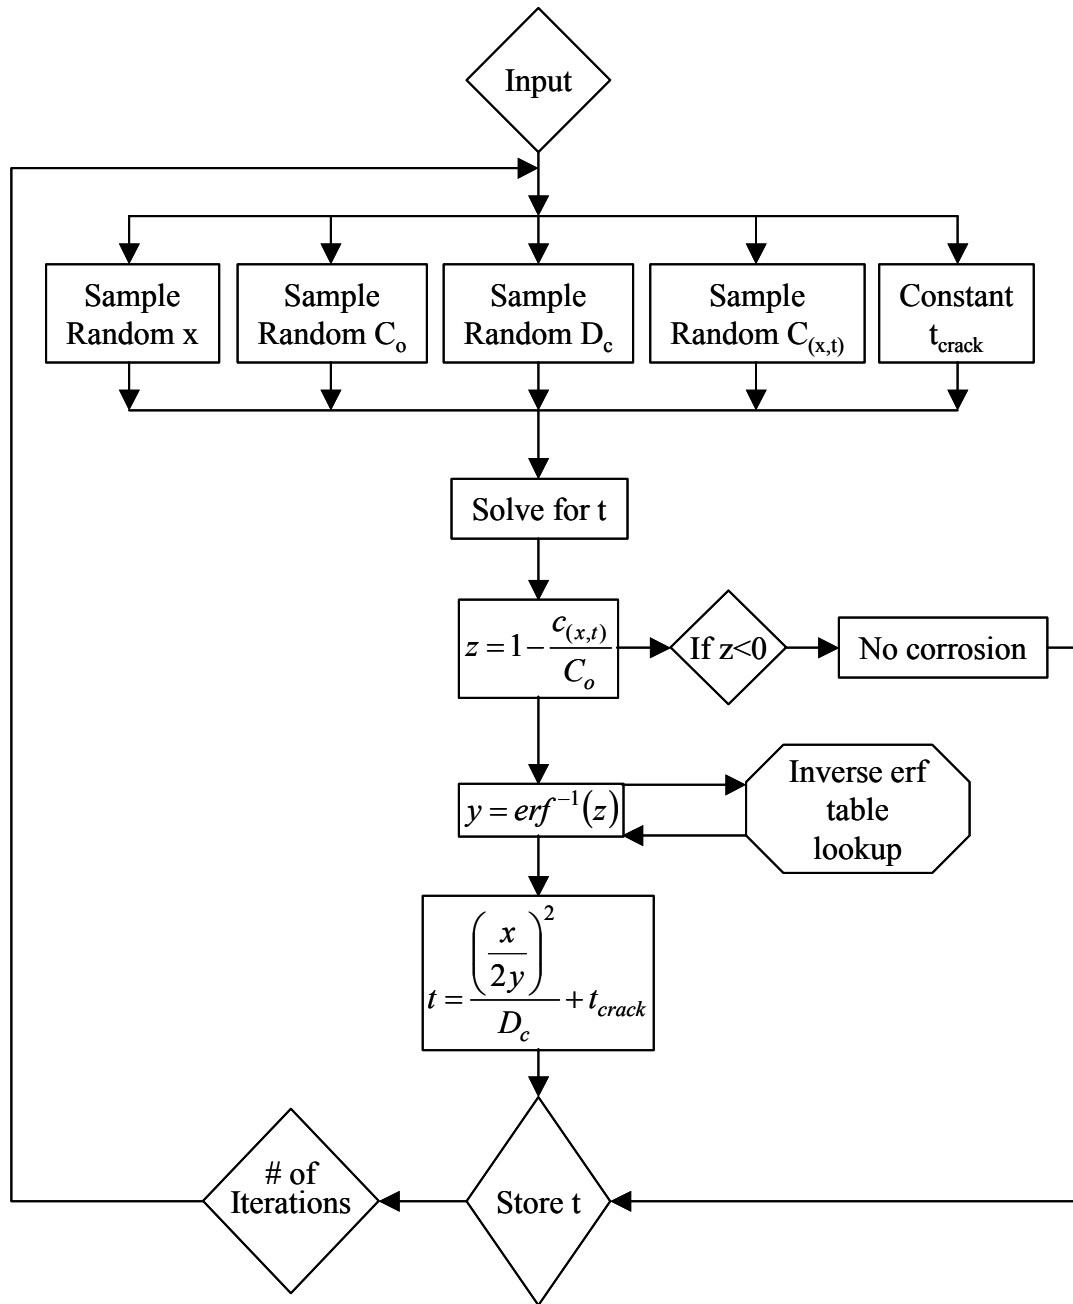 Input
Sample
Random x
Sample
Random C_o
Sample
Random D_c
Sample
Random C_(x,t)
Constant
t_crack
Solve for t
z = 1 - c_(x,t) / C_o
If z<0
No corrosion
y = erf^-1(z)
Inverse erf
table
lookup
t = (x / 2y)^2 / D_c + t_crack
# of
Iterations
Store t